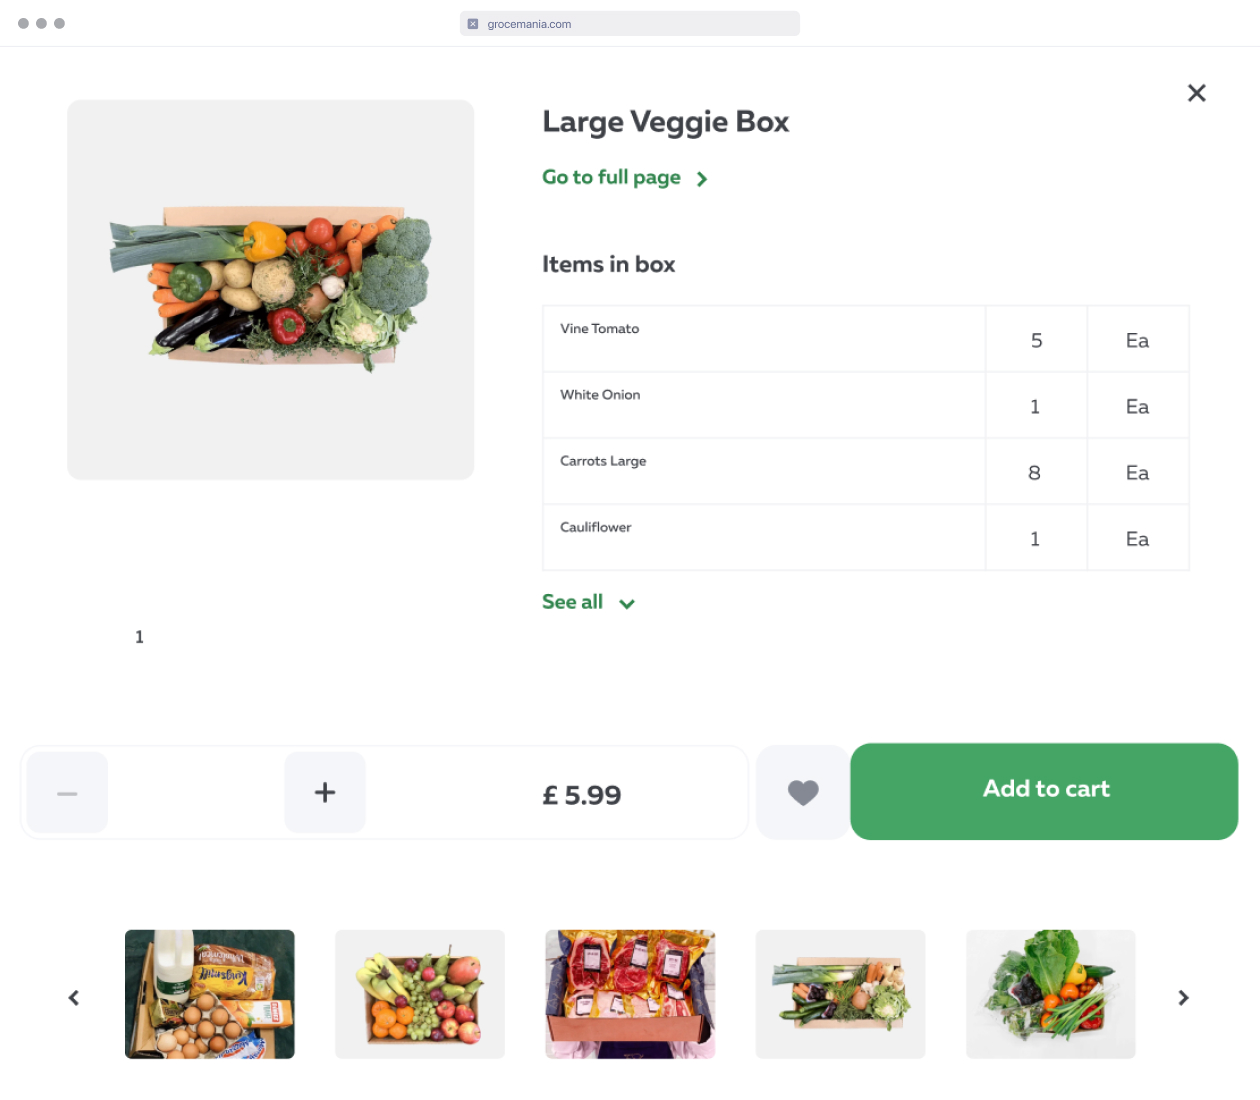 grocemania.com
Large Veggie Box
Go to full page
Items in box
Vine Tomato 5 Ea
White Onion 1 Ea
Carrots Large 8 Ea
Cauliflower 1 Ea
See all
1
£ 5.99
Add to cart
Kingsmill